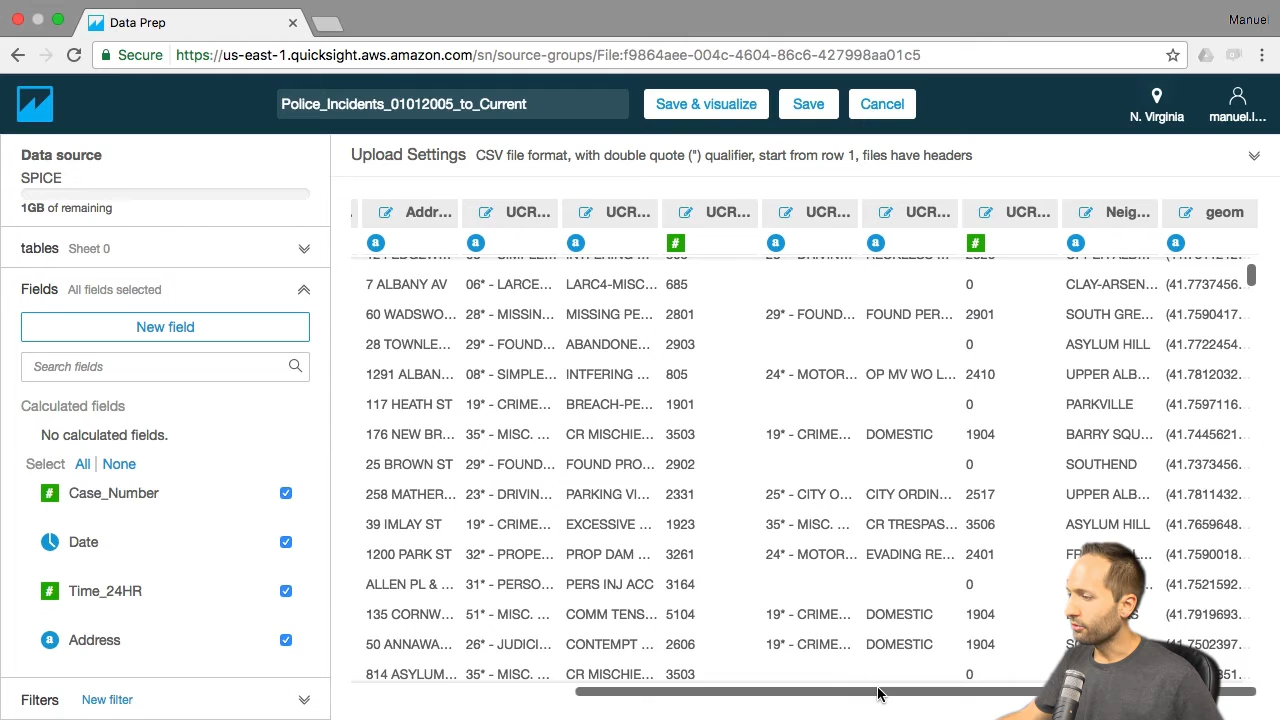 Data Prep
Manuel
Secure https://us-east-1.quicksight.aws.amazon.com/sn/source-groups/File:f9864aee-004c-4604-86c6-427998aa01c5
Police_Incidents_01012005_to_Current
Save & visualize
Save
Cancel
N. Virginia
manuel.l...
Data source
SPICE
1GB of remaining
tables Sheet 0
Fields All fields selected
New field
Search fields
Calculated fields
No calculated fields.
Select All | None
# Case_Number
Date
# Time_24HR
a Address
Filters New filter
Upload Settings CSV file format, with double quote (") qualifier, start from row 1, files have headers
Addr... UCR... UCR... UCR... UCR... UCR... UCR... Neig... geom
a a a # a a # a a
7 ALBANY AV 06* - LARCE... LARC4-MISC... 685 0 CLAY-ARSEN... (41.7737456.
60 WADSWO... 28* - MISSIN... MISSING PE... 2801 29* - FOUND... FOUND PER... 2901 SOUTH GRE... (41.7590417.
28 TOWNLE... 29* - FOUND... ABANDONE... 2903 0 ASYLUM HILL (41.7722454.
1291 ALBAN... 08* - SIMPLE... INTFERING ... 805 24* - MOTOR... OP MV WO L... 2410 UPPER ALB... (41.7812032.
117 HEATH ST 19* - CRIME... BREACH-PE... 1901 0 PARKVILLE (41.7597116.
176 NEW BR... 35* - MISC. ... CR MISCHIE... 3503 19* - CRIME... DOMESTIC 1904 BARRY SQU... (41.7445621.
25 BROWN ST 29* - FOUND... FOUND PRO... 2902 0 SOUTHEND (41.7373456.
258 MATHER... 23* - DRIVIN... PARKING VI... 2331 25* - CITY O... CITY ORDIN... 2517 UPPER ALB... (41.7811432.
39 IMLAY ST 19* - CRIME... EXCESSIVE ... 1923 35* - MISC. ... CR TRESPAS... 3506 ASYLUM HILL (41.7659648.
1200 PARK ST 32* - PROPE... PROP DAM ... 3261 24* - MOTOR... EVADING RE... 2401 (41.7590018.
ALLEN PL & ... 31* - PERSO... PERS INJ ACC 3164 0 (41.7521592.
135 CORNW... 51* - MISC. ... COMM TENS... 5104 19* - CRIME... DOMESTIC 1904 (41.7919693.
50 ANNAWA... 26* - JUDICI... CONTEMPT ... 2606 19* - CRIME... DOMESTIC 1904 (41.7502397.
814 ASYLUM... 35* - MISC. ... CR MISCHIE... 3503 0